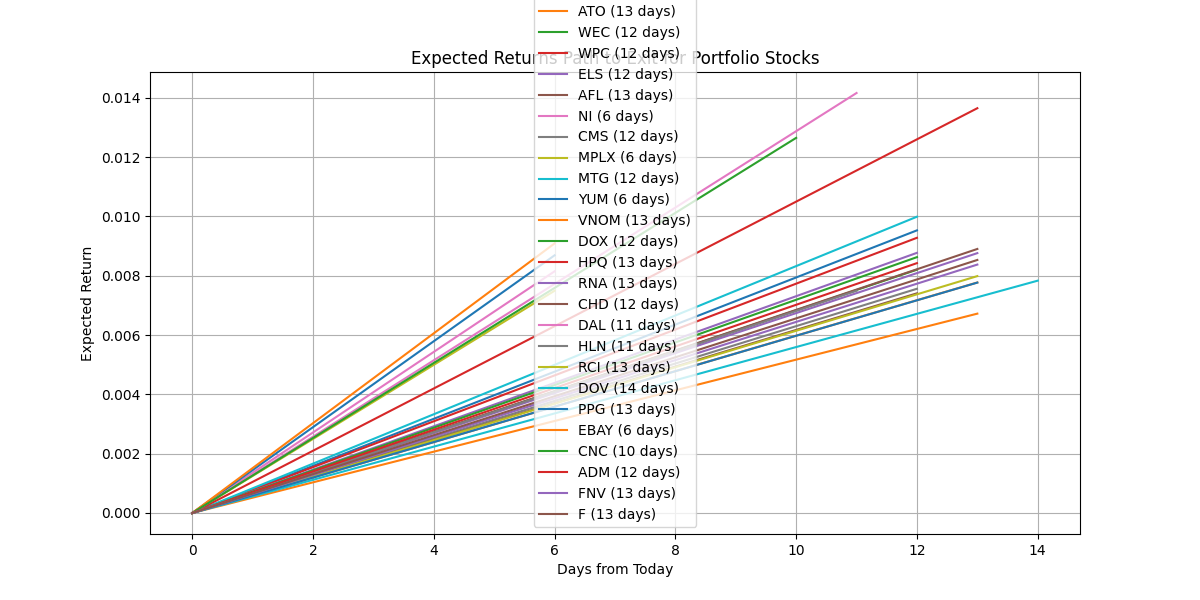 ATO (13 days)
WEC (12 days)
WPC (12 days)
Expected Returns Path to Exit for Portfolio Stocks
ELS (12 days)
AFL (13 days)
NI (6 days)
CMS (12 days)
MPLX (6 days)
MTG (12 days)
YUM (6 days)
VNOM (13 days)
DOX (12 days)
HPQ (13 days)
RNA (13 days)
CHD (12 days)
DAL (11 days)
HLN (11 days)
RCI (13 days)
DOV (14 days)
PPG (13 days)
EBAY (6 days)
CNC (10 days)
ADM (12 days)
FNV (13 days)
F (13 days)
Expected Return
0.014
0.012
0.010
0.008
0.006
0.004
0.002
0.000
0 2 4 6 8 10 12 14
Days from Today